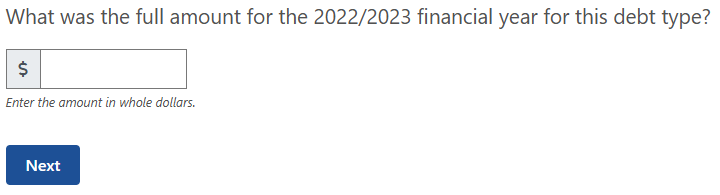 What was the full amount for the 2022/2023 financial year for this debt type?
$
Enter the amount in whole dollars.
Next